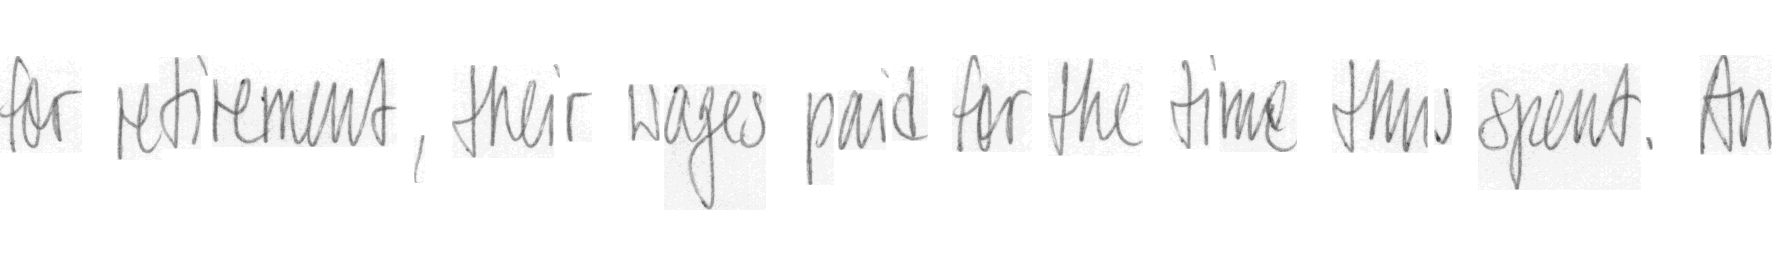 for retirement, their wages paid for the time thus spent. An